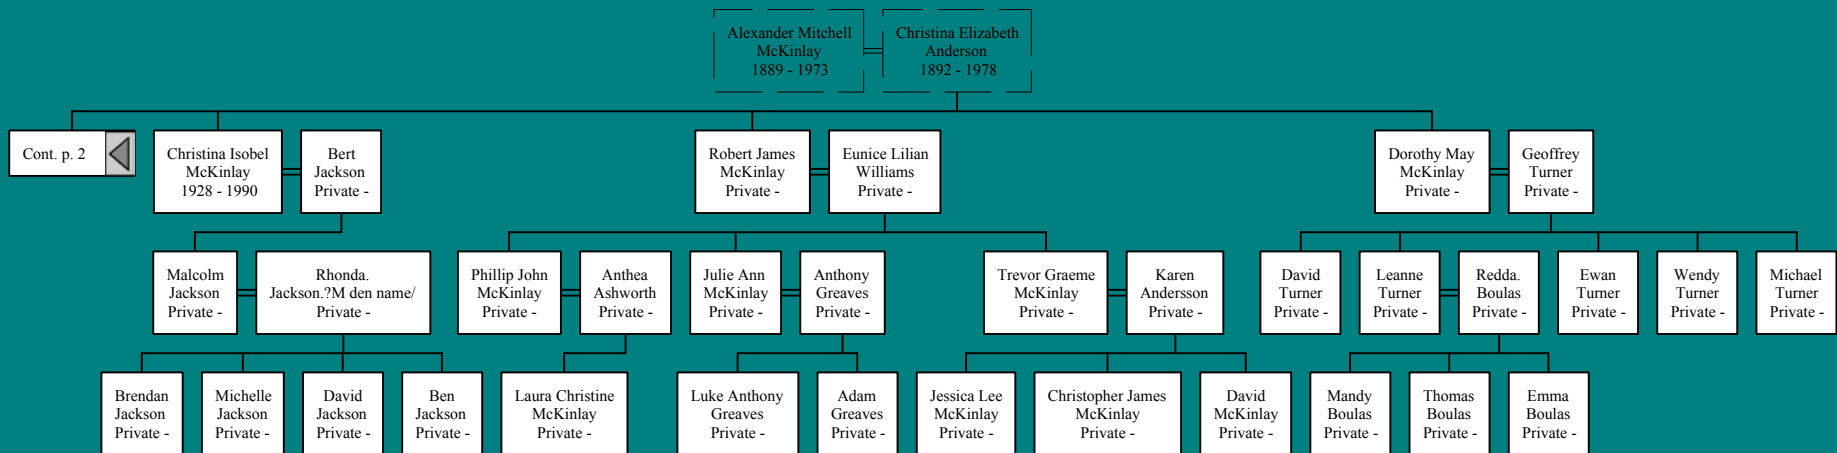 Alexander Mitchell
McKinlay
1889 - 1973
Christina Elizabeth
Anderson
1892 - 1978
Cont. p. 2
Christina Isobel
McKinlay
1928 - 1990
Bert
Jackson
Private -
Robert James
McKinlay
Private -
Eunice Lilian
Williams
Private -
Dorothy May
McKinlay
Private -
Geoffrey
Turner
Private -
Malcolm
Jackson
Private -
Rhonda.
Jackson.?M den name/
Private -
Phillip John
McKinlay
Private -
Anthea
Ashworth
Private -
Julie Ann
McKinlay
Private -
Anthony
Greaves
Private -
Trevor Graeme
McKinlay
Private -
Karen
Andersson
Private -
David
Turner
Private -
Leanne
Turner
Private -
Redda.
Boulas
Private -
Ewan
Turner
Private -
Wendy
Turner
Private -
Michael
Turner
Private -
Brendan
Jackson
Private -
Michelle
Jackson
Private -
David
Jackson
Private -
Ben
Jackson
Private -
Laura Christine
McKinlay
Private -
Luke Anthony
Greaves
Private -
Adam
Greaves
Private -
Jessica Lee
McKinlay
Private -
Christopher James
McKinlay
Private -
David
McKinlay
Private -
Mandy
Boulas
Private -
Thomas
Boulas
Private -
Emma
Boulas
Private -